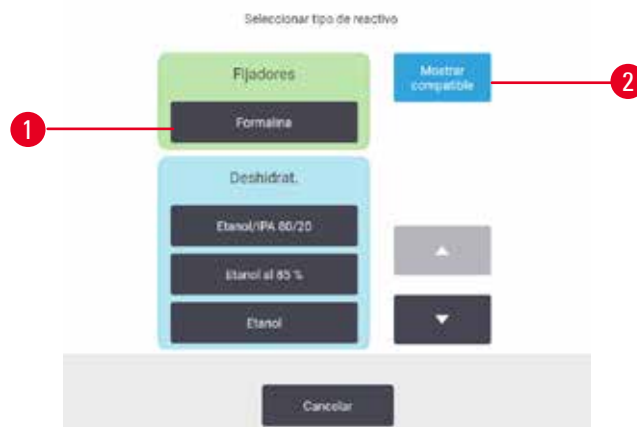 Seleccionar tipo de reactivo
Fijadores
Mostrar
compatible
2
1
Formalina
Deshidrat.
Etanol/IPA 80/20
Etanol al 85 %
Etanol
Cancelar